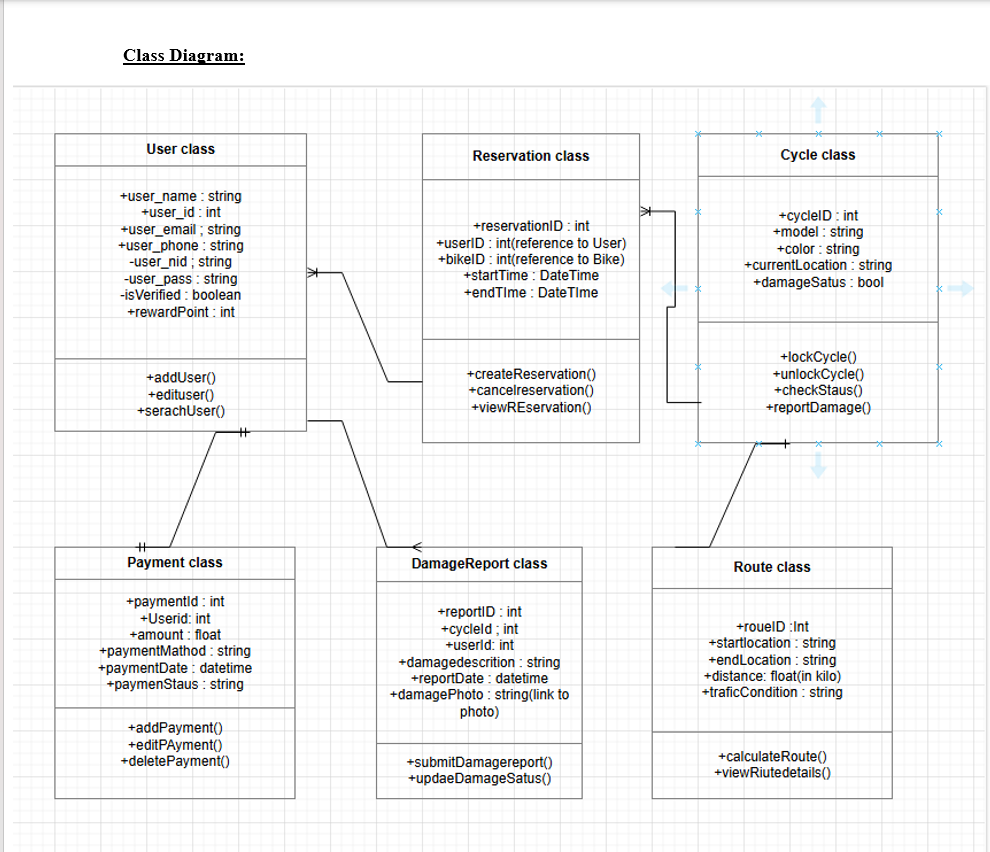 Class Diagram:
User class
+user_name : string
+user_id : int
+user_email ; string
+user_phone : string
-user_nid ; string
-user_pass : string
-isVerified : boolean
+rewardPoint : int
+addUser()
+edituser()
+serachUser()
Reservation class
+reservationID : int
+userID : int(reference to User)
+bikeID : int(reference to Bike)
+startTime : DateTime
+endTIme : DateTIme
+createReservation()
+cancelreservation()
+viewREservation()
Cycle class
+cycleID : int
+model : string
+color : string
+currentLocation : string
+damageSatus : bool
+lockCycle()
+unlockCycle()
+checkStaus()
+reportDamage()
Payment class
+paymentId : int
+Userid: int
+amount : float
+paymentMathod : string
+paymentDate : datetime
+paymenStaus : string
+addPayment()
+editPAyment()
+deletePayment()
DamageReport class
+reportID : int
+cycleId ; int
+userId: int
+damagedescrition : string
+reportDate : datetime
+damagePhoto : string(link to
photo)
+submitDamagereport()
+updaeDamageSatus()
Route class
+roueID :Int
+startlocation : string
+endLocation : string
+distance: float(in kilo)
+traficCondition : string
+calculateRoute()
+viewRiutedetails()